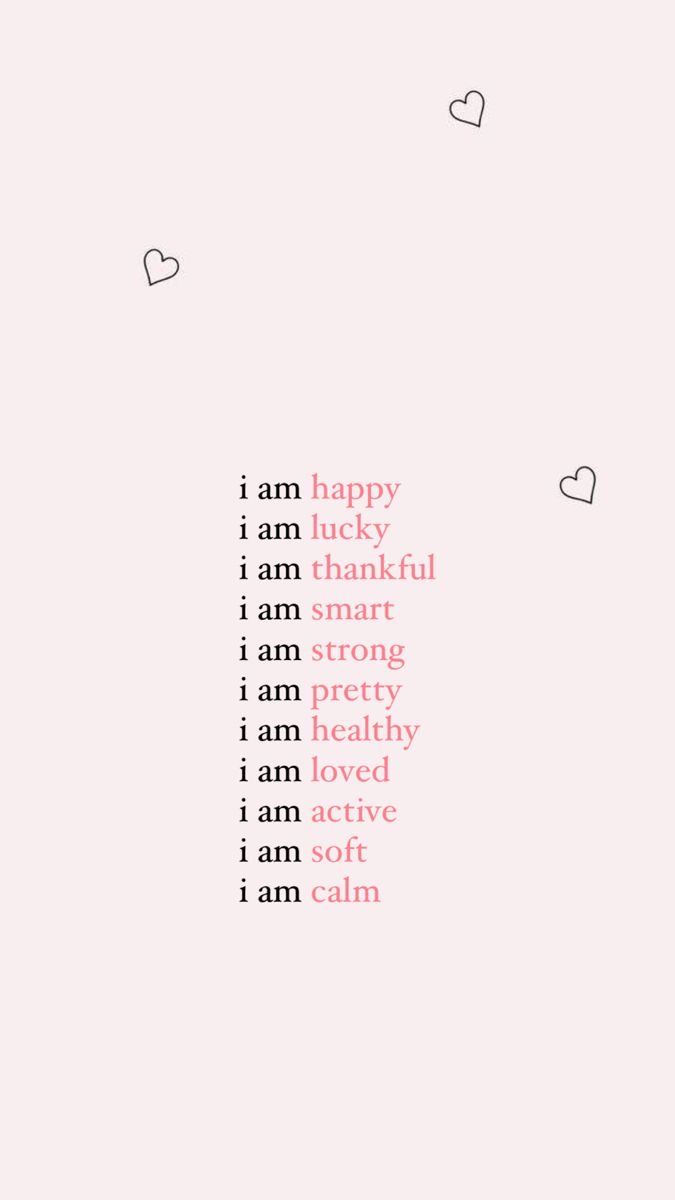 i am happy
i am lucky
i am thankful
i am smart
i am strong
i am pretty
i am healthy
i am loved
i am active
i am soft
i am calm